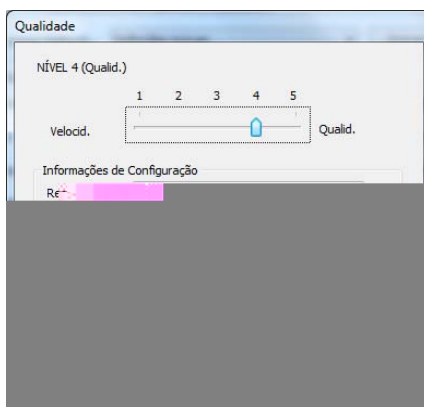 Qualidade
NÍVEL 4 (Qualid.)
1 2 3 4 5
Velocid. Qualid.
Informações de Configuração